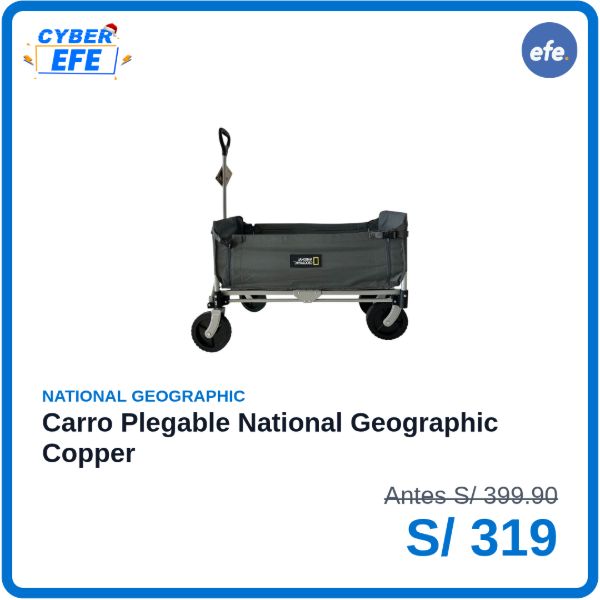 CYBER
EFE
efe.
NATIONAL GEOGRAPHIC
Carro Plegable National Geographic
Copper
Antes S/ 399.90
S/ 319